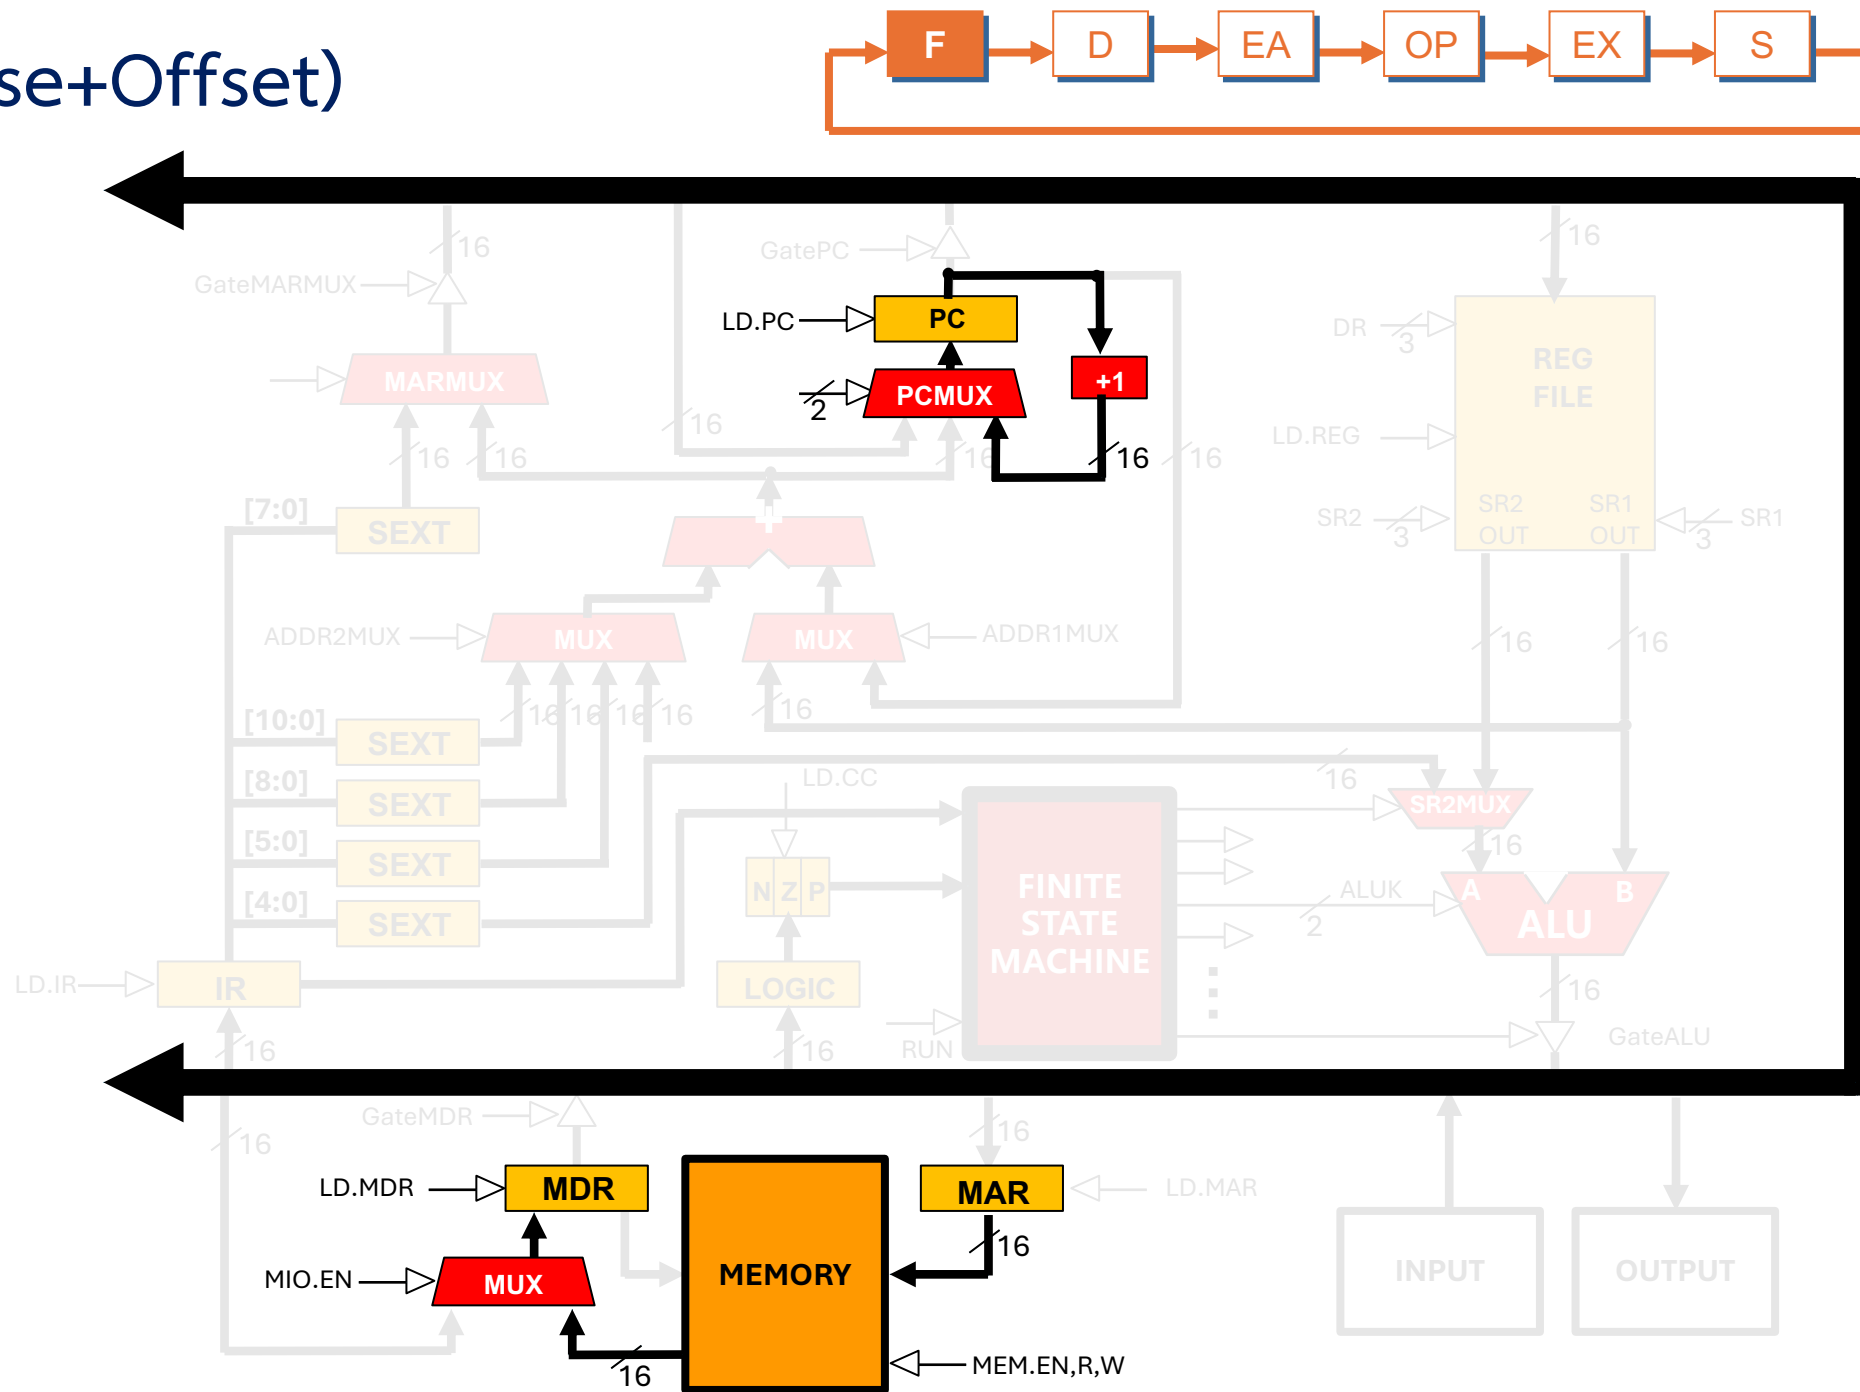 se+Offset)
F
D
EA
OP
EX
S
16
GatePC
16
GateMARMUX
LD.PC
PC
DR
3
REG
FILE
MARMUX
PCMUX
+1
2
16
LD.REG
16
16
16
16
16
[7:0]
SEXT
+
SR2
3
SR2
OUT
SR1
OUT
3
SR1
ADDR2MUX
MUX
MUX
ADDR1MUX
16
16
16
16
16
16
16
[10:0]
SEXT
LD.CC
16
[8:0]
SEXT
SR2MUX
[5:0]
SEXT
16
N
Z
P
FINITE
STATE
MACHINE
ALUK
2
A
B
ALU
[4:0]
SEXT
LD.IR
IR
LOGIC
16
RUN
16
16
GateALU
GateMDR
16
16
LD.MDR
MDR
MAR
LD.MAR
16
MIO.EN
MUX
MEMORY
INPUT
OUTPUT
16
MEM.EN,R,W